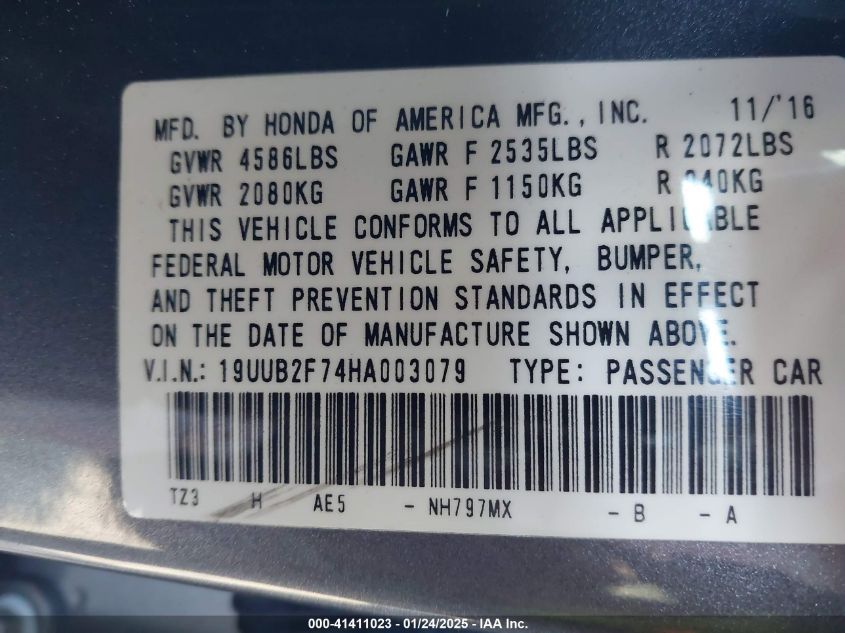 MFD. BY HONDA OF AMERICA MFG., INC. 11/'16
GVWR 4586LBS GAWR F 2535LBS R 2072LBS
GVWR 2080KG GAWR F 1150KG R 940KG
THIS VEHICLE CONFORMS TO ALL APPLICABLE
FEDERAL MOTOR VEHICLE SAFETY, BUMPER,
AND THEFT PREVENTION STANDARDS IN EFFECT
ON THE DATE OF MANUFACTURE SHOWN ABOVE.
V.I.N.: 19UUB2F74HA003079 TYPE: PASSENGER CAR
TZ3 H AE5 - NH797MX - B - A
000-41411023 - 01/24/2025 - IAA Inc.